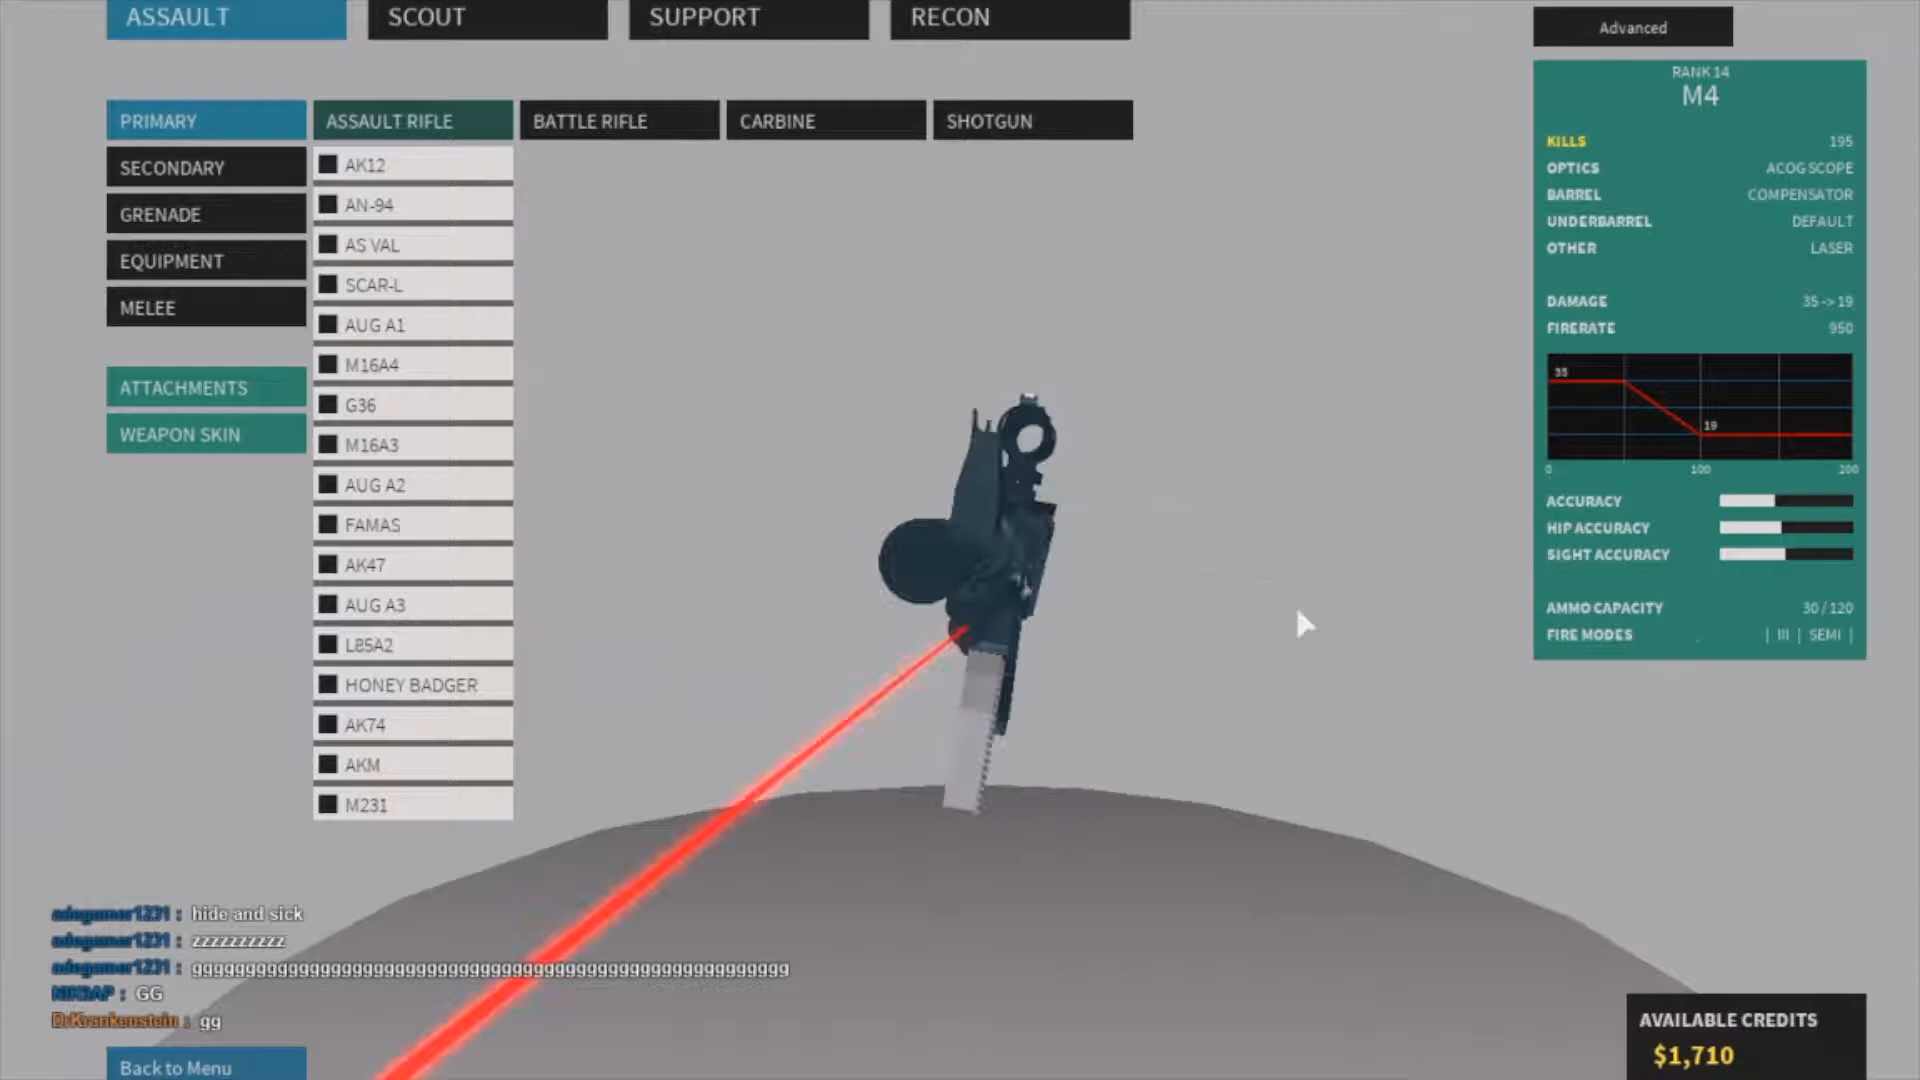 ASSAULT
SCOUT
SUPPORT
RECON
Advanced
PRIMARY
SECONDARY
GRENADE
EQUIPMENT
MELEE
ATTACHMENTS
WEAPON SKIN
ASSAULT RIFLE
BATTLE RIFLE
CARBINE
SHOTGUN
AK12
AN-94
AS VAL
SCAR-L
AUG A1
M16A4
G36
M16A3
AUG A2
FAMAS
AK47
AUG A3
L85A2
HONEY BADGER
AK74
AKM
M231
RANK 14
M4
KILLS 195
OPTICS ACOG SCOPE
BARREL COMPENSATOR
UNDERBARREL DEFAULT
OTHER LASER
DAMAGE 35 -> 19
FIRERATE 950
35
19
0 100 200
ACCURACY
HIP ACCURACY
SIGHT ACCURACY
AMMO CAPACITY 30 / 120
FIRE MODES | III | SEMI |
adegamer1231 : hide and sick
adegamer1231 : zzzzzzzzzz
adegamer1231 :
: GG
DrKrankenstein : gg
Back to Menu
AVAILABLE CREDITS
$1,710